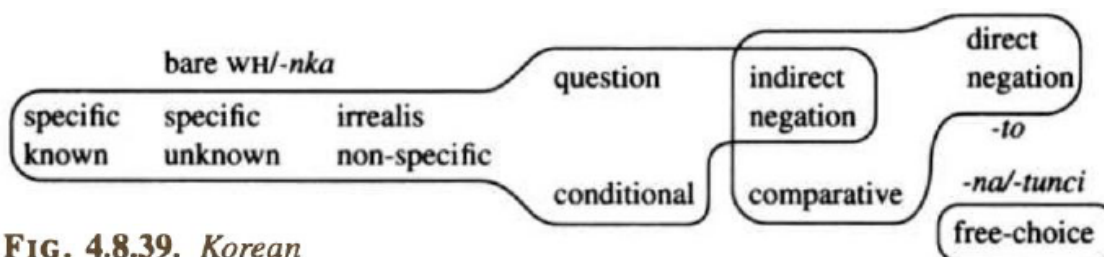 bare WH/-nka
direct
negation
question
indirect
negation
specific specific irrealis
known unknown non-specific
-to
conditional
comparative
-na/-tunci
free-choice
FIG. 4.8.39. Korean